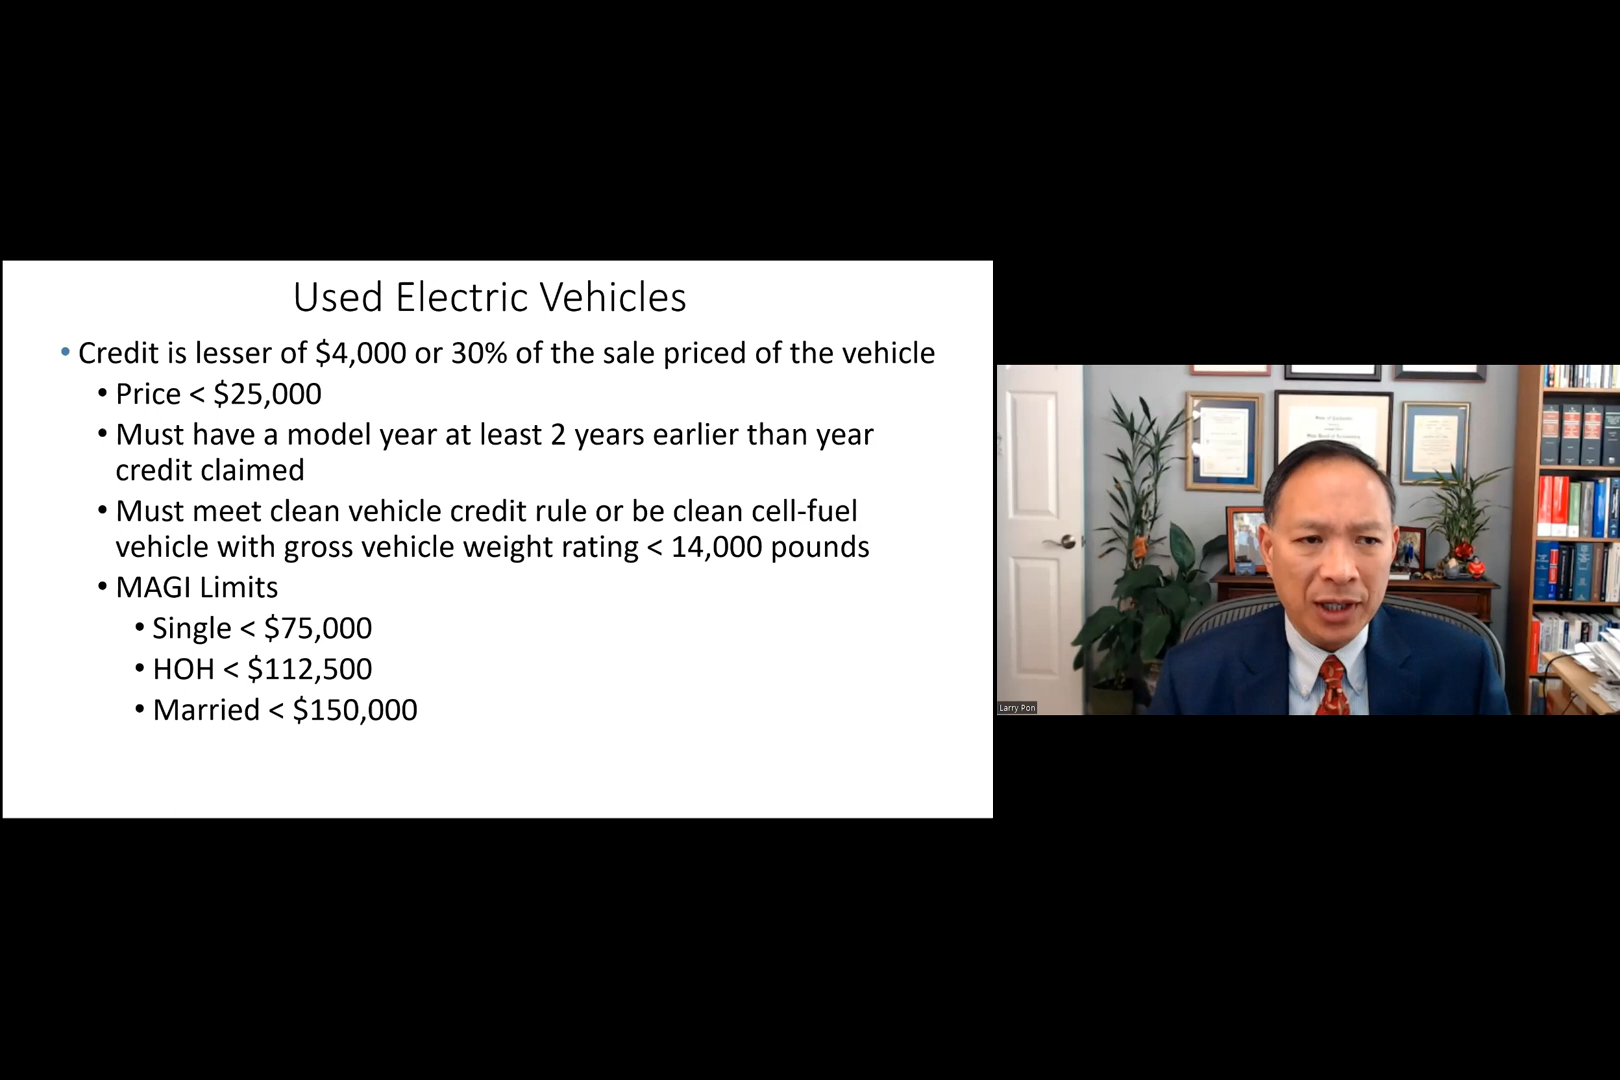 Used Electric Vehicles
• Credit is lesser of $4,000 or 30% of the sale priced of the vehicle
• Price < $25,000
• Must have a model year at least 2 years earlier than year
credit claimed
• Must meet clean vehicle credit rule or be clean cell-fuel
vehicle with gross vehicle weight rating < 14,000 pounds
• MAGI Limits
• Single < $75,000
• HOH < $112,500
• Married < $150,000
Larry Pon